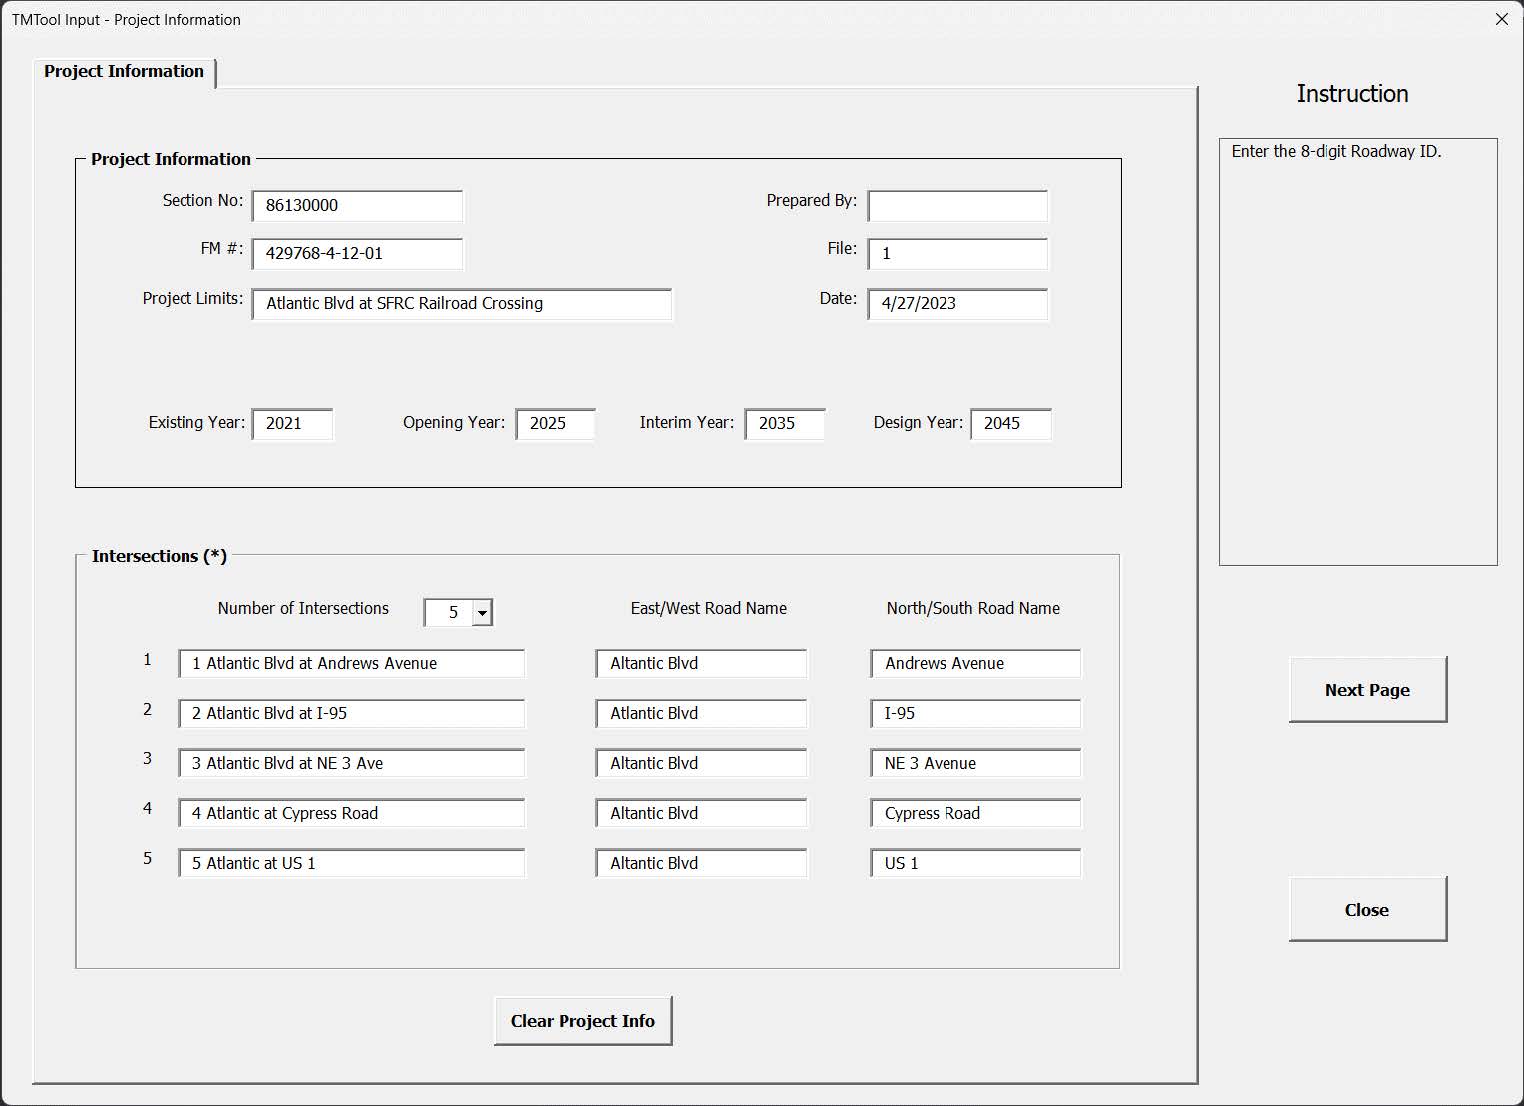 TMTool Input - Project Information
Project Information
Instruction
Enter the 8-digit Roadway ID.
Project Information
Section No: 86130000 Prepared By:
FM #: 429768-4-12-01 File: 1
Project Limits: Atlantic Blvd at SFRC Railroad Crossing Date: 4/27/2023
Existing Year: 2021 Opening Year: 2025 Interim Year: 2035 Design Year: 2045
Intersections (*)
Number of Intersections 5 East/West Road Name North/South Road Name
1 1 Atlantic Blvd at Andrews Avenue Altantic Blvd Andrews Avenue
2 2 Atlantic Blvd at I-95 Atlantic Blvd I-95
3 3 Atlantic Blvd at NE 3 Ave Altantic Blvd NE 3 Avenue
4 4 Atlantic at Cypress Road Altantic Blvd Cypress Road
5 5 Atlantic at US 1 Altantic Blvd US 1
Next Page
Close
Clear Project Info